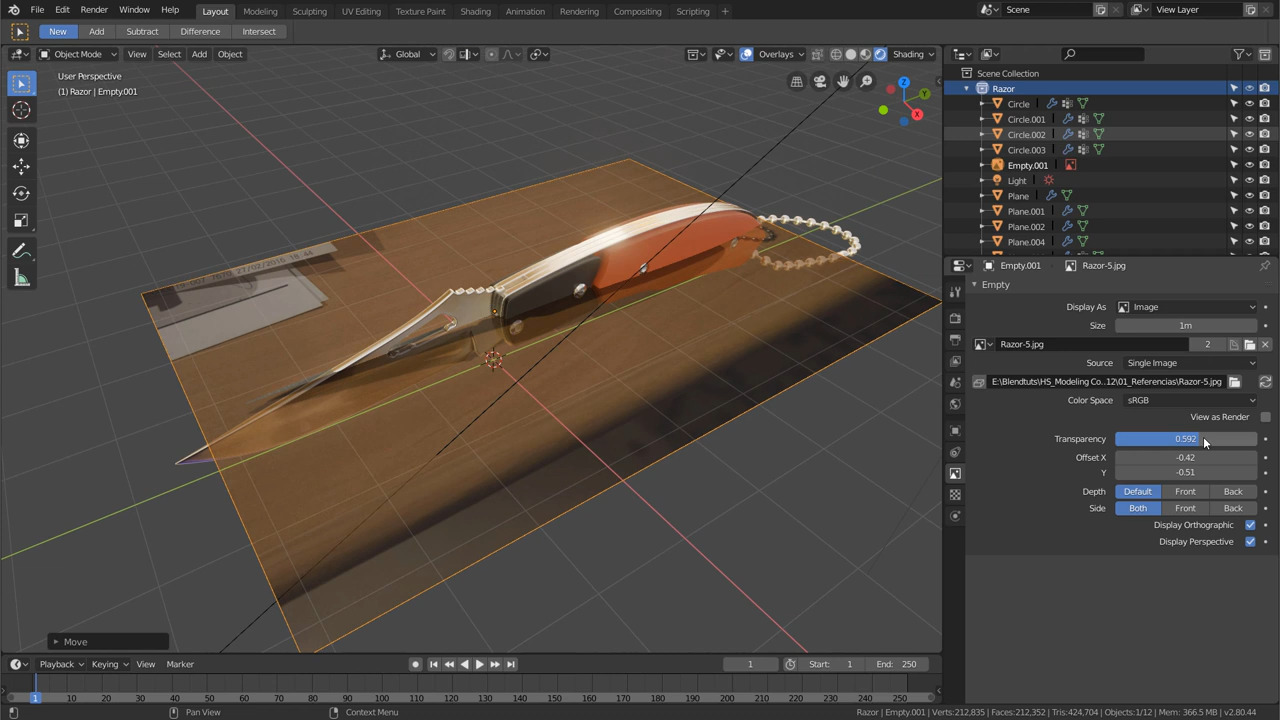 File Edit Render Window Help Layout Modeling Sculpting UV Editing Texture Paint Shading Animation Rendering Compositing Scripting + Scene View Layer
New Add Subtract Difference Intersect
Object Mode View Select Add Object Global Overlays Shading
User Perspective
(1) Razor | Empty.001
Z
Y
X
27/02/2016 18:44
Move
Scene Collection
Razor
Circle
Circle.001
Circle.002
Circle.003
Empty.001
Light
Plane
Plane.001
Plane.002
Plane.004
Empty.001 Razor-5.jpg
Empty
Display As Image
Size 1m
Razor-5.jpg 2
Source Single Image
E:\Blendtuts\HS_Modeling Co..12\01_Referencias\Razor-5.jpg
Color Space sRGB
View as Render
Transparency 0.592
Offset X -0.42
Y -0.51
Depth Default Front Back
Side Both Front Back
Display Orthographic
Display Perspective
Playback Keying View Marker 1 Start: 1 End: 250
1 10 20 30 40 50 60 70 80 90 100 110 120 130 140 150 160 170 180 190 200 210 220 230 240 250
Pan View Context Menu Razor | Empty.001 | Verts:212,835 | Faces:212,352 | Tris:424,704 | Objects:1/12 | Mem: 366.5 MB | v2.80.44